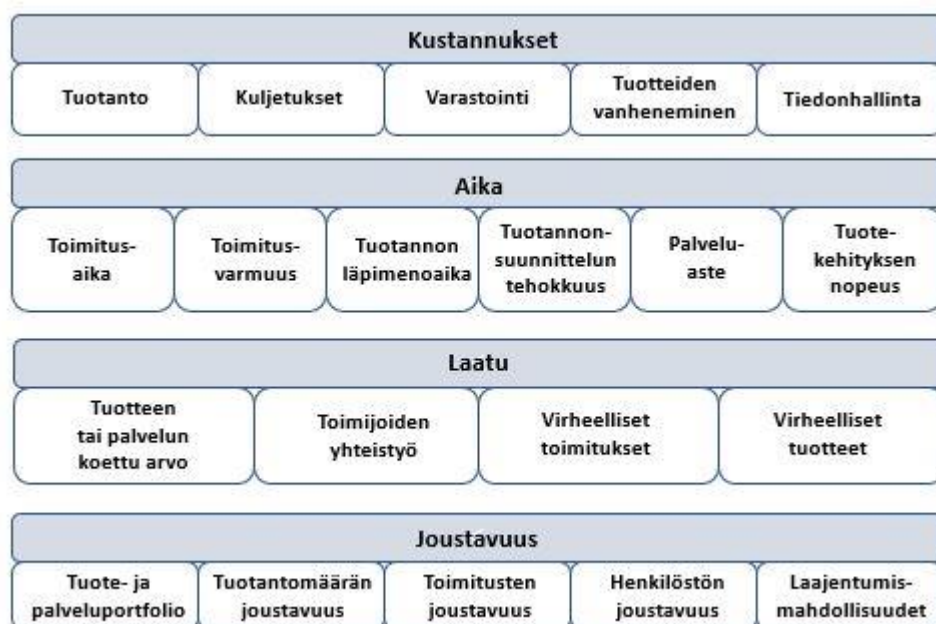 Kustannukset
Tuotanto
Kuljetukset
Varastointi
Tuotteiden
vanheneminen
Tiedonhallinta
Aika
Toimitus-
aika
Toimitus-
varmuus
Tuotannon
läpimenoaika
Tuotannon-
suunnittelun
tehokkuus
Palvelu-
aste
Tuote-
kehityksen
nopeus
Laatu
Tuotteen
tai palvelun
koettu arvo
Toimijoiden
yhteistyö
Virheelliset
toimitukset
Virheelliset
tuotteet
Joustavuus
Tuote- ja
palveluportfolio
Tuotantomäärän
joustavuus
Toimitusten
joustavuus
Henkilöstön
joustavuus
Laajentumis-
mahdollisuudet